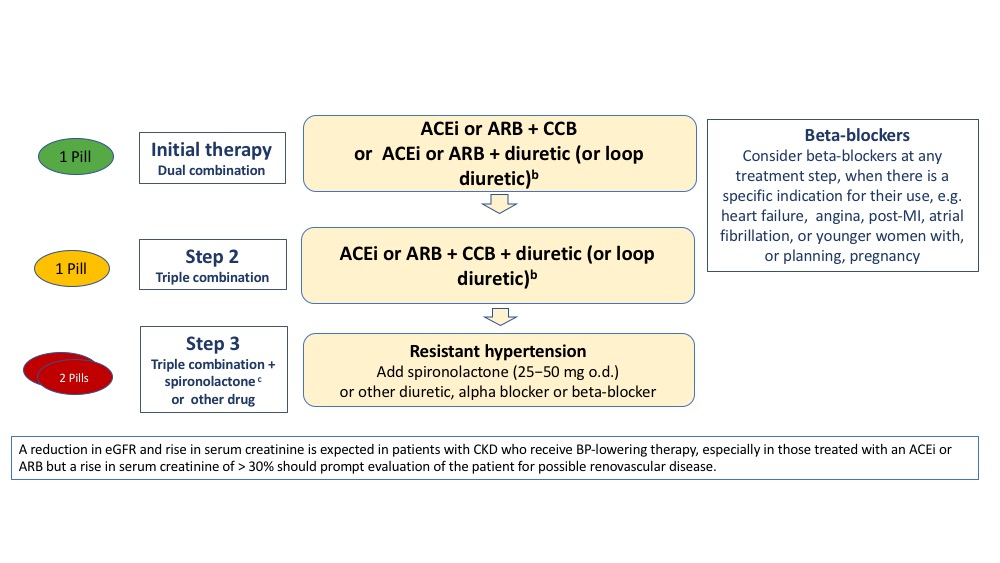 1 Pill
Initial therapy
Dual combination
ACEi or ARB + CCB
or ACEi or ARB + diuretic (or loop
diuretic)ᵇ
Beta-blockers
Consider beta-blockers at any
treatment step, when there is a
specific indication for their use, e.g.
heart failure, angina, post-MI, atrial
fibrillation, or younger women with,
or planning, pregnancy
1 Pill
Step 2
Triple combination
ACEi or ARB + CCB + diuretic (or loop
diuretic)ᵇ
2 Pills
Step 3
Triple combination +
spironolactone ᶜ
or other drug
Resistant hypertension
Add spironolactone (25–50 mg o.d.)
or other diuretic, alpha blocker or beta-blocker
A reduction in eGFR and rise in serum creatinine is expected in patients with CKD who receive BP-lowering therapy, especially in those treated with an ACEi or
ARB but a rise in serum creatinine of > 30% should prompt evaluation of the patient for possible renovascular disease.